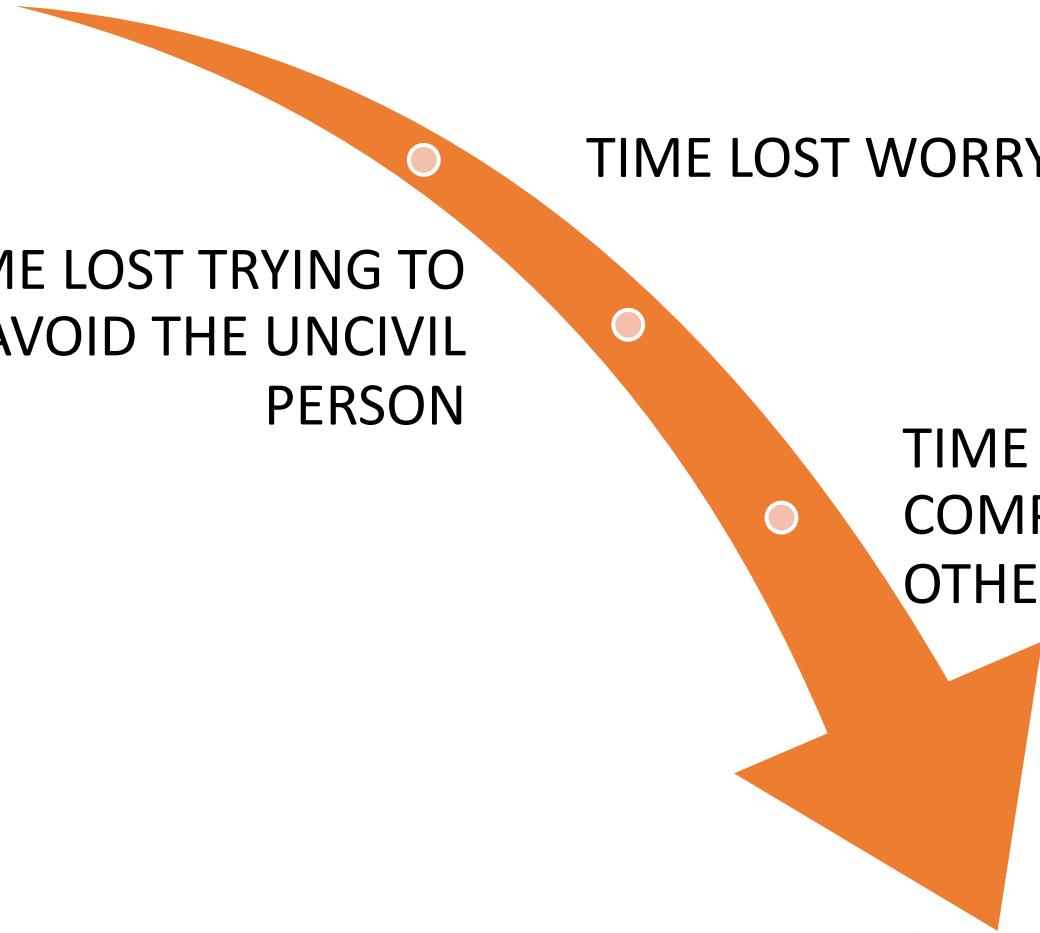 TIME LOST WORRY
ME LOST TRYING TO
AVOID THE UNCIVIL
PERSON
TIME
COMP
OTHE